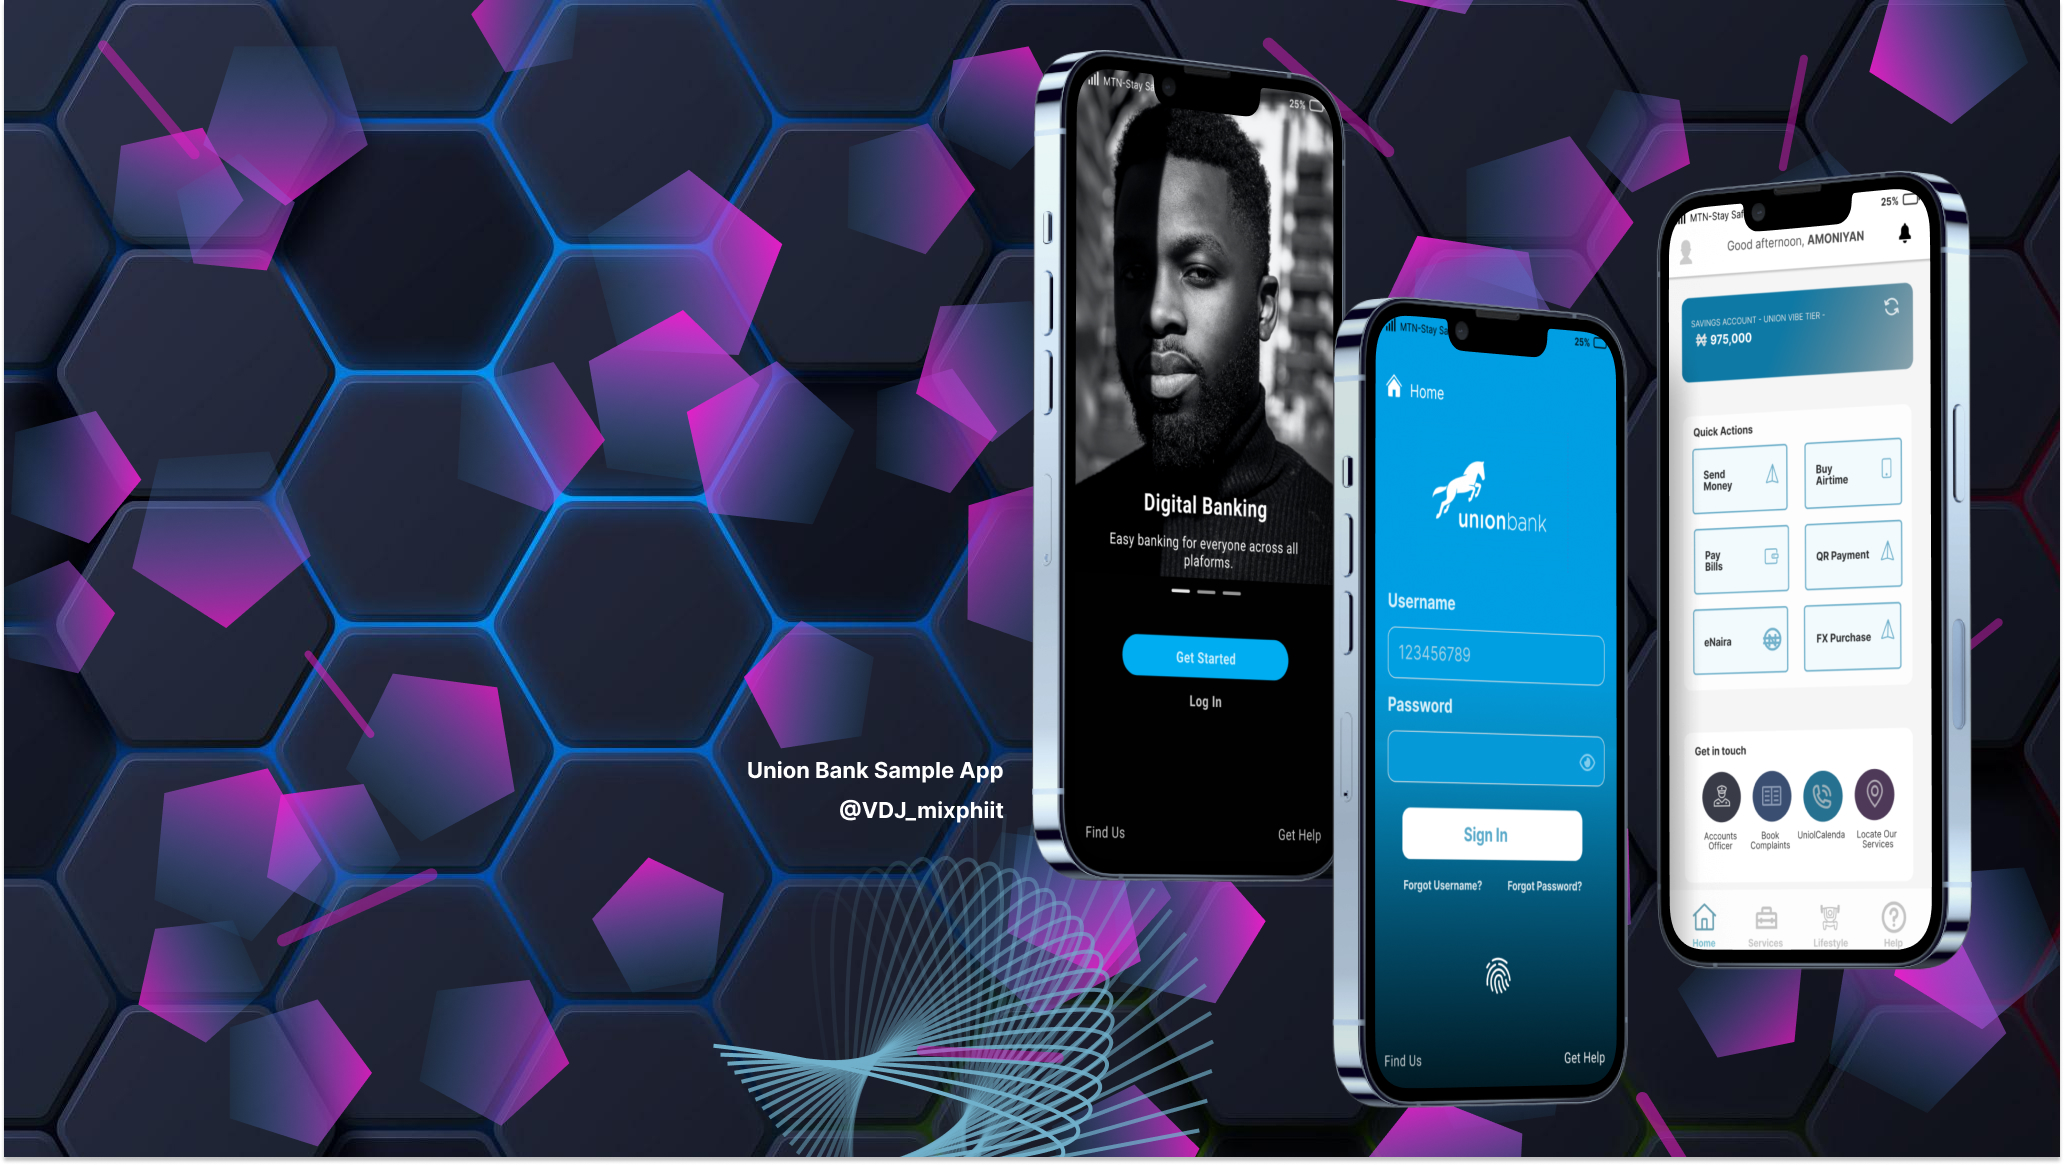 Union Bank Sample App
@VDJ_mixphiit
MTN-Stay Sa
25%
Digital Banking
Easy banking for everyone across all
plaforms.
Get Started
Log In
Find Us
Get Help
MTN-Stay Sa
25%
Home
unionbank
Username
123456789
Password
Sign In
Forgot Username?
Forgot Password?
Find Us
Get Help
MTN-Stay Saf
25%
Good afternoon, AMONIYAN
SAVINGS ACCOUNT - UNION VIBE TIER -
₦ 975,000
Quick Actions
Send
Money
Buy
Airtime
Pay
Bills
QR Payment
eNaira
FX Purchase
Get in touch
Accounts
Officer
Book
Complaints
UniolCalenda
Locate Our
Services
Home
Services
Lifestyle
Help